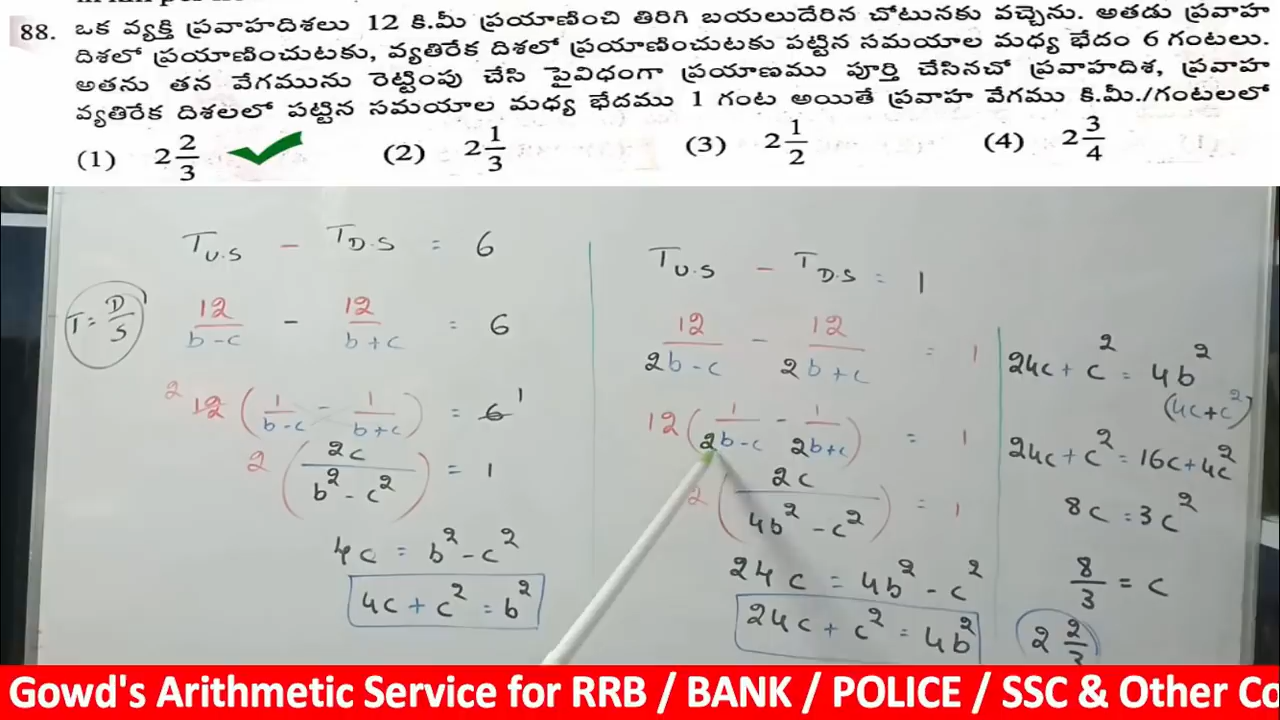 88. ఒక వ్యక్తి ప్రవాహదిశలు 12 కి.మీ ప్రయాణించి తిరిగి బయలుదేరిన చోటునకు వచ్చెను. అతడు ప్రవాహ
దిశలో ప్రయాణించుటకు, వ్యతిరేక దిశలో ప్రయాణించుటకు పట్టిన సమయాల మధ్య భేదం 6 గంటలు.
అతను తన వేగమును రెట్టింపు చేసి పైవిధంగా ప్రయాణము పూర్తి చేసినచో ప్రవాహదిశ, ప్రవాహ
వ్యతిరేక దిశలలో పట్టిన సమయాల మధ్య భేదము 1 గంట అయితే ప్రవాహ వేగము కి.మీ./గంటలలో
(1) 2 2/3 (2) 2 1/3 (3) 2 1/2 (4) 2 3/4
T U.S - T D.S = 6
T = D/S
12/(b-c) - 12/(b+c) = 6
2 12 (1/(b-c) - 1/(b+c)) = 6 1
2 (2c/(b² - c²)) = 1
4c = b² - c²
4c + c² = b²
T U.S - T D.S = 1
12/(2b-c) - 12/(2b+c) = 1
12 (1/(2b-c) - 1/(2b+c)) = 1
2 (2c/(4b² - c²)) = 1
24c = 4b² - c²
24c + c² = 4b²
24c + c² = 4b²
(4c+c²)
24c + c² = 16c + 4c²
8c = 3c²
8/3 = c
2 2/3
Gowd's Arithmetic Service for RRB / BANK / POLICE / SSC & Other Co